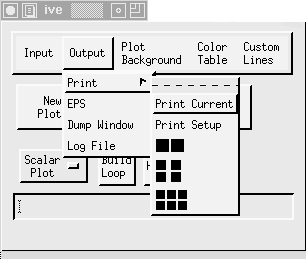 ive
Input Output Plot Background Color Table Custom Lines
Print
EPS
Dump Window
Log File
Print Current
Print Setup
New Plot
Scalar Plot
Build Loop